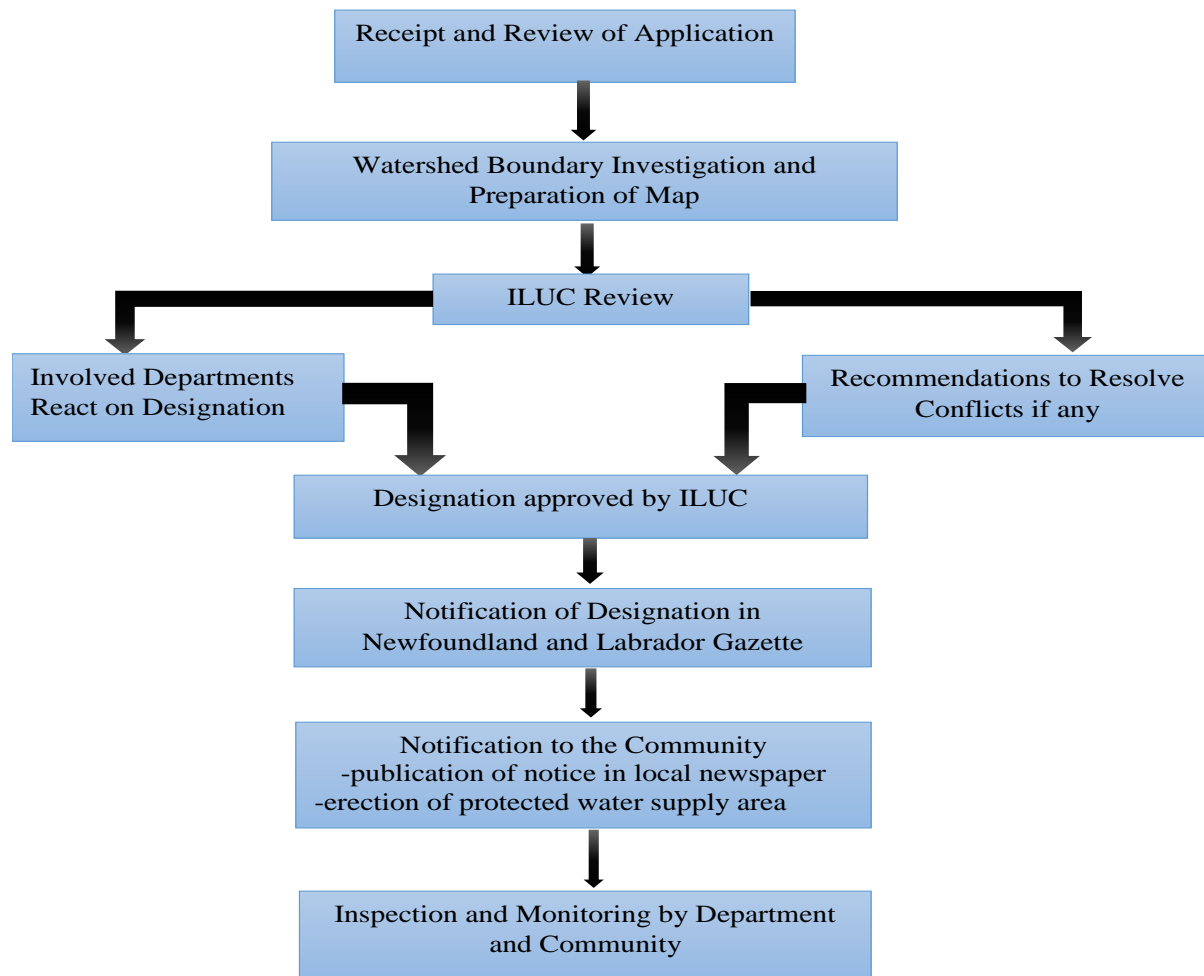 Receipt and Review of Application
Watershed Boundary Investigation and
Preparation of Map
ILUC Review
Involved Departments
React on Designation
Recommendations to Resolve
Conflicts if any
Designation approved by ILUC
Notification of Designation in
Newfoundland and Labrador Gazette
Notification to the Community
-publication of notice in local newspaper
-erection of protected water supply area
Inspection and Monitoring by Department
and Community